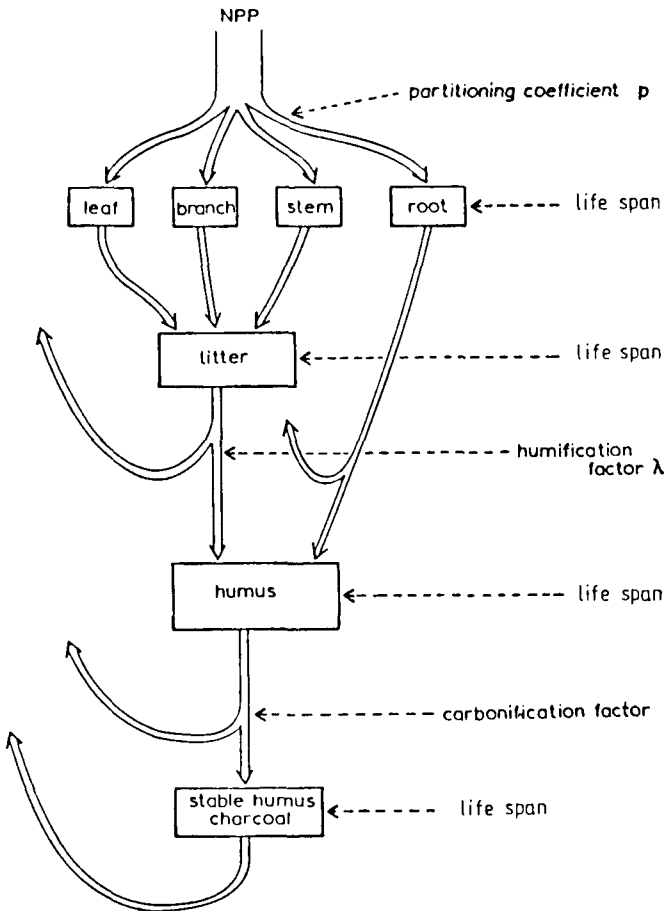 NPP
partitioning coefficient p
leaf
branch
stem
root
life span
litter
life span
humification
factor λ
humus
life span
carbonification factor
stable humus
charcoal
life span